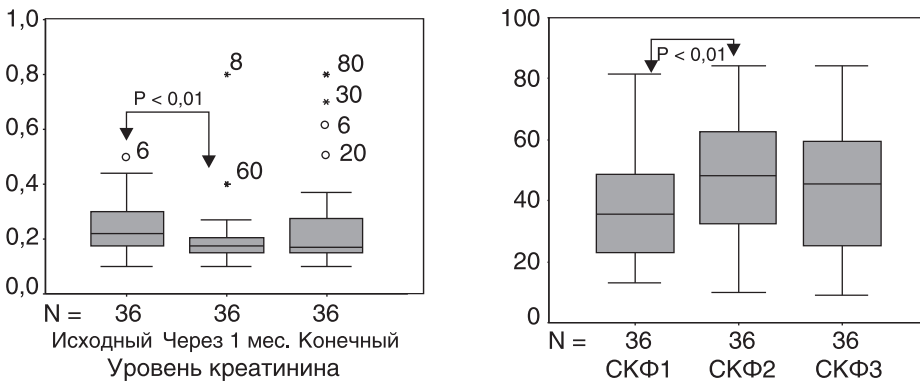 1,0
0,8
0,6
0,4
0,2
0,0
8
80
30
P < 0,01
6
6
20
60
N = 36 36 36
Исходный Через 1 мес. Конечный
Уровень креатинина
100
80
60
40
20
0
P < 0,01
N = 36 36 36
СКФ1 СКФ2 СКФ3